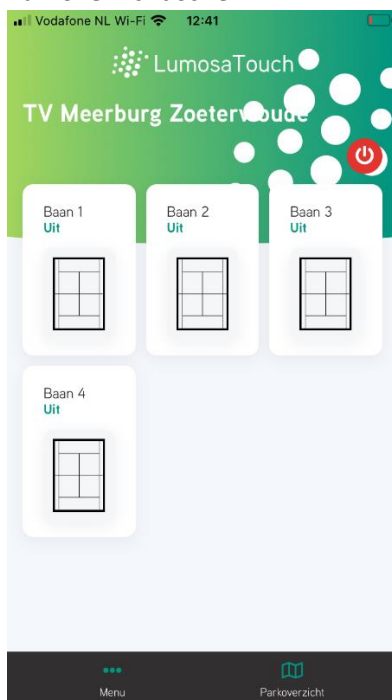 Vodafone NL Wi-Fi 12:41
LumosaTouch
TV Meerburg Zoeterwoude
Baan 1
Uit
Baan 2
Uit
Baan 3
Uit
Baan 4
Uit
Menu
Parkoverzicht